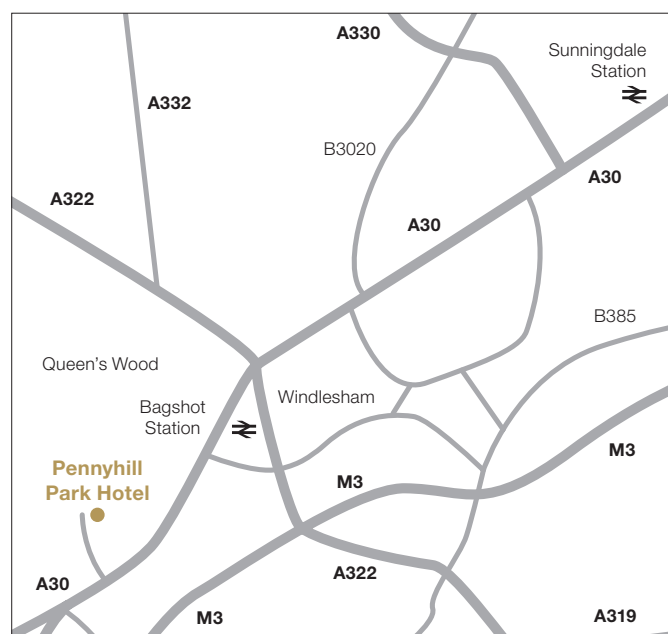 A330
Sunningdale
Station
A332
B3020
A30
A322
A30
B385
Queen's Wood
Windlesham
Bagshot
Station
M3
Pennyhill
Park Hotel
M3
A30
A322
M3
A319